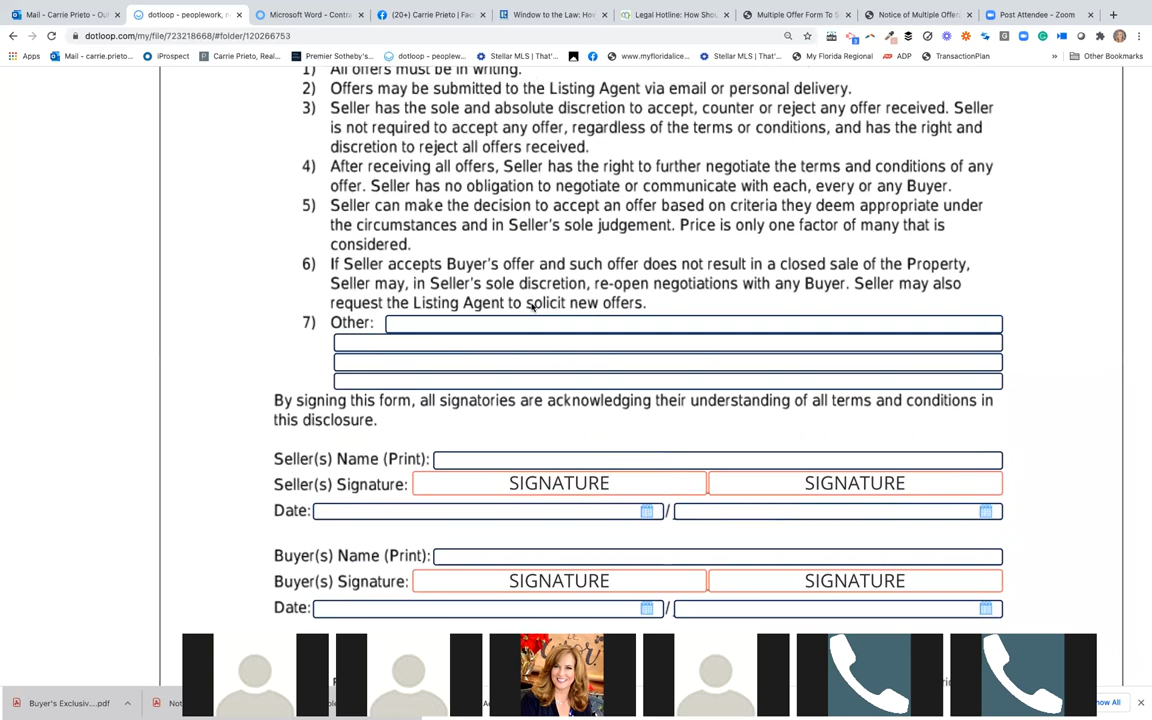 Mail - Carrie Prieto - Out
dotloop - peoplework, n
Microsoft Word - Contra
(20+) Carrie Prieto | Fac
Window to the Law: Hov
Legal Hotline: How Shou
Multiple Offer Form To S
Notice of Multiple Offers
Post Attendee - Zoom
dotloop.com/my/file/723218668/#folder/120266753
Apps
Mail - carrie.prieto...
iProspect
Carrie Prieto, Real...
Premier Sotheby's...
dotloop - peoplew...
Stellar MLS | That'...
www.myfloridalice...
Stellar MLS | That'...
My Florida Regional
ADP
TransactionPlan
Other Bookmarks
1) All offers must be in writing.
2) Offers may be submitted to the Listing Agent via email or personal delivery.
3) Seller has the sole and absolute discretion to accept, counter or reject any offer received. Seller
is not required to accept any offer, regardless of the terms or conditions, and has the right and
discretion to reject all offers received.
4) After receiving all offers, Seller has the right to further negotiate the terms and conditions of any
offer. Seller has no obligation to negotiate or communicate with each, every or any Buyer.
5) Seller can make the decision to accept an offer based on criteria they deem appropriate under
the circumstances and in Seller's sole judgement. Price is only one factor of many that is
considered.
6) If Seller accepts Buyer's offer and such offer does not result in a closed sale of the Property,
Seller may, in Seller's sole discretion, re-open negotiations with any Buyer. Seller may also
request the Listing Agent to solicit new offers.
7) Other:
By signing this form, all signatories are acknowledging their understanding of all terms and conditions in
this disclosure.
Seller(s) Name (Print):
Seller(s) Signature: SIGNATURE SIGNATURE
Date: /
Buyer(s) Name (Print):
Buyer(s) Signature: SIGNATURE SIGNATURE
Date: /
Buyer's Exclusiv....pdf
Not
how All